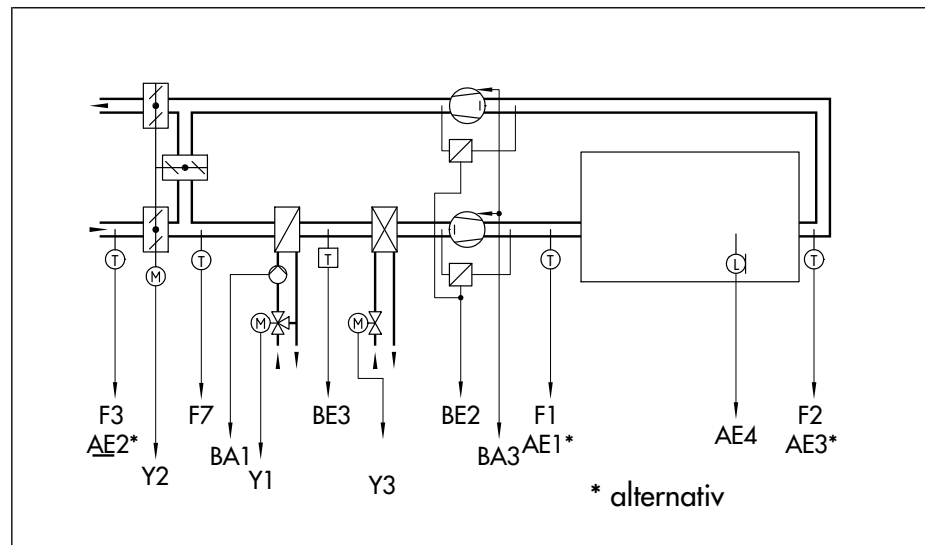 T M T T M M T L T
F3 F7 BE3 BE2 F1 F2
AE2* BA1 BA3 AE1* AE4 AE3*
Y2 Y1 Y3
* alternativ